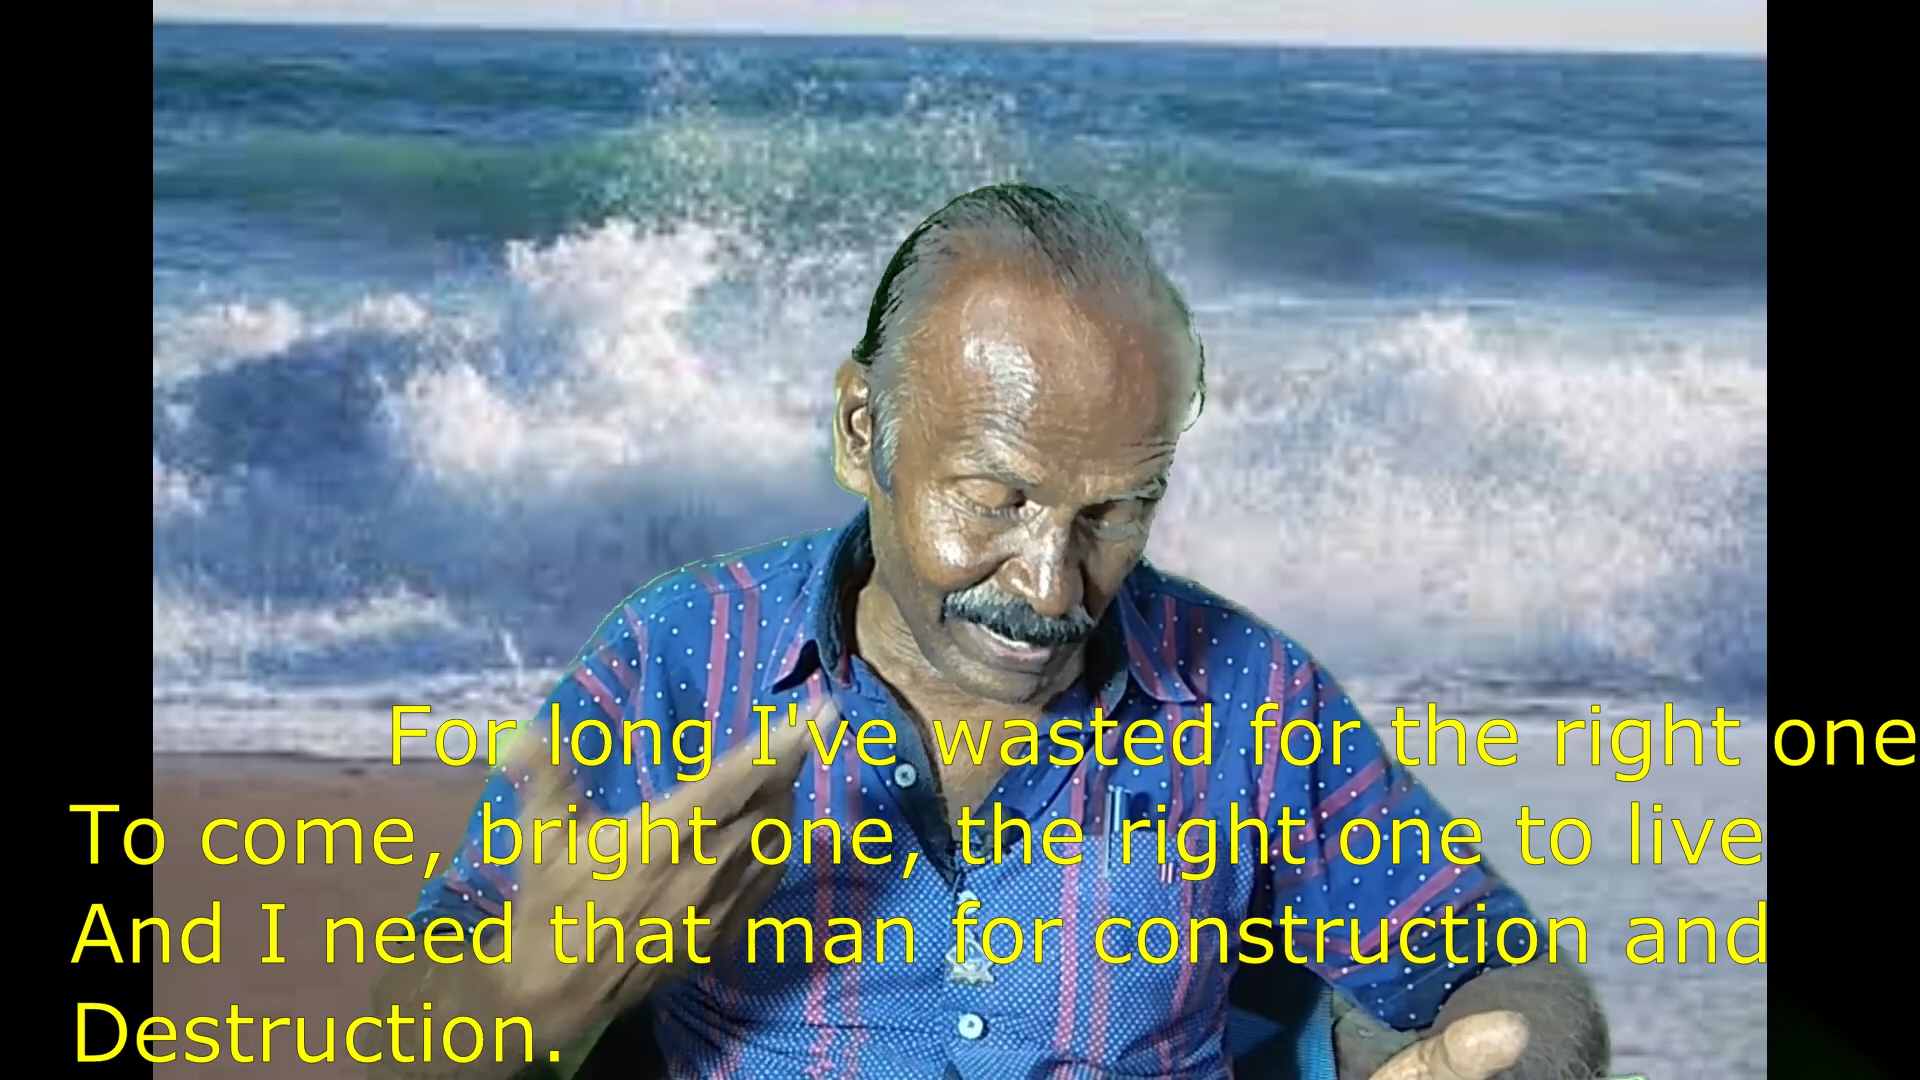 For long I've wasted for the right one
To come, bright one, the right one to live
And I need that man for construction and
Destruction.